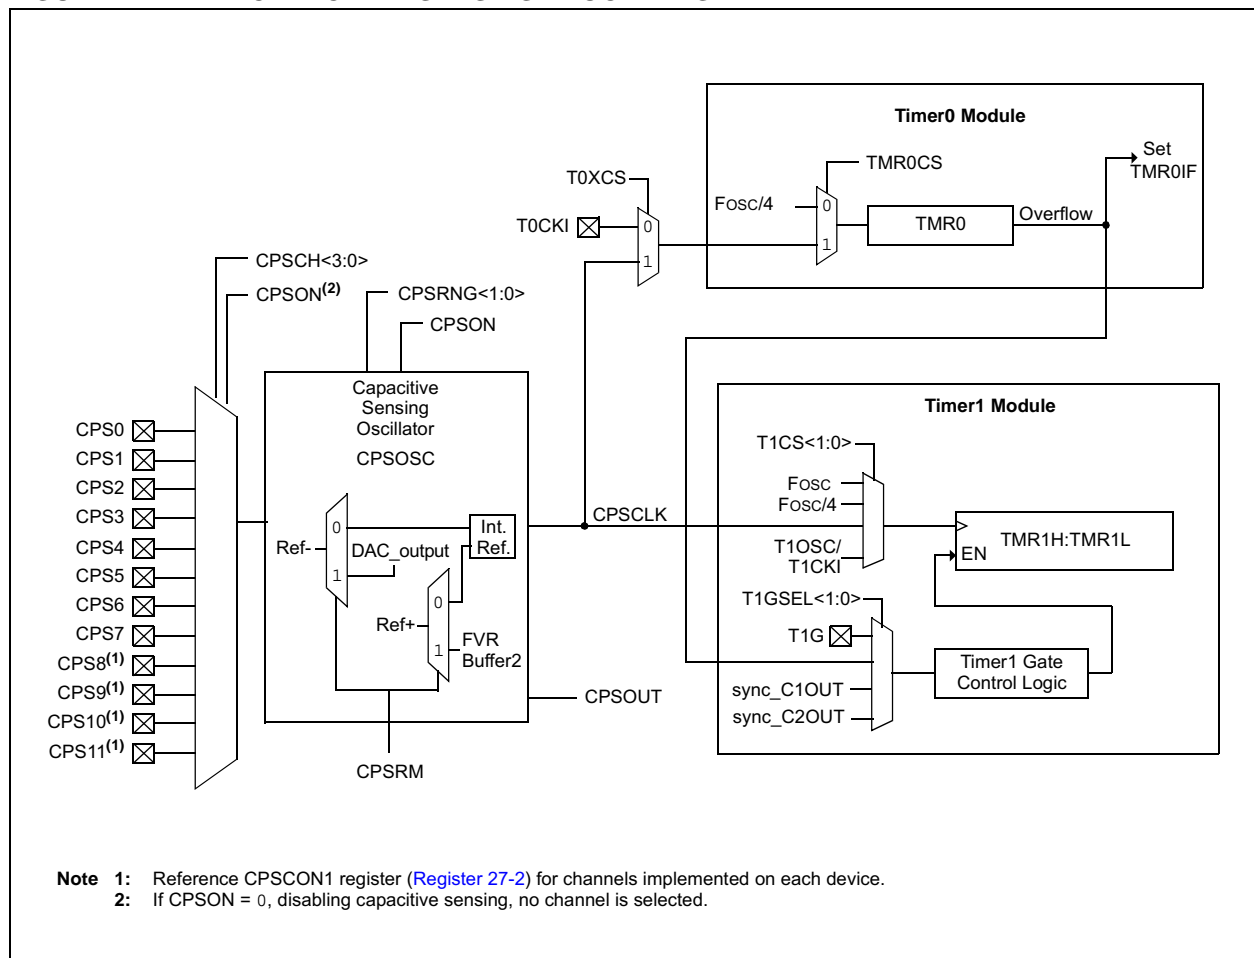 Timer0 Module
Set
TMR0IF
TMR0CS
T0XCS
FOSC/4
0
T0CKI
0
TMR0
Overflow
1
1
CPSCH<3:0>
CPSON(2)
CPSRNG<1:0>
CPSON
Capacitive
Sensing
Oscillator
CPSOSC
Timer1 Module
CPS0
CPS1
CPS2
CPS3
CPS4
CPS5
CPS6
CPS7
CPS8(1)
CPS9(1)
CPS10(1)
CPS11(1)
T1CS<1:0>
FOSC
FOSC/4
CPSCLK
0
Int.
Ref.
Ref-
DAC_output
1
T1OSC/
T1CKI
TMR1H:TMR1L
EN
0
Ref+
1
FVR
Buffer2
T1GSEL<1:0>
T1G
Timer1 Gate
Control Logic
sync_C1OUT
sync_C2OUT
CPSOUT
CPSRM
Note 1: Reference CPSCON1 register (Register 27-2) for channels implemented on each device.
2: If CPSON = 0, disabling capacitive sensing, no channel is selected.